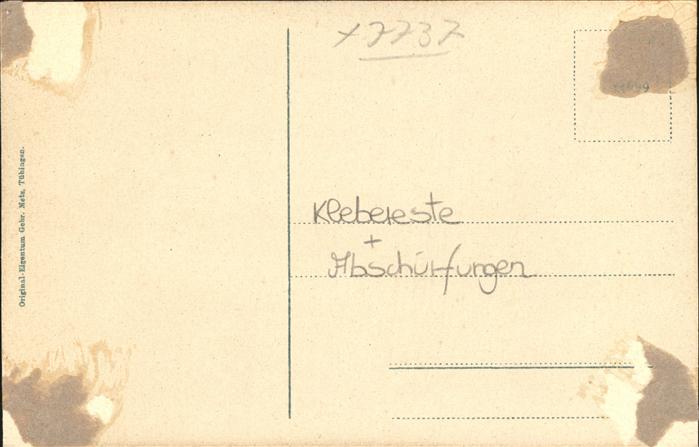 +7737
Original-Eigentum Gebr. Metz, Tübingen.
Klebereste
+
Abschürfungen